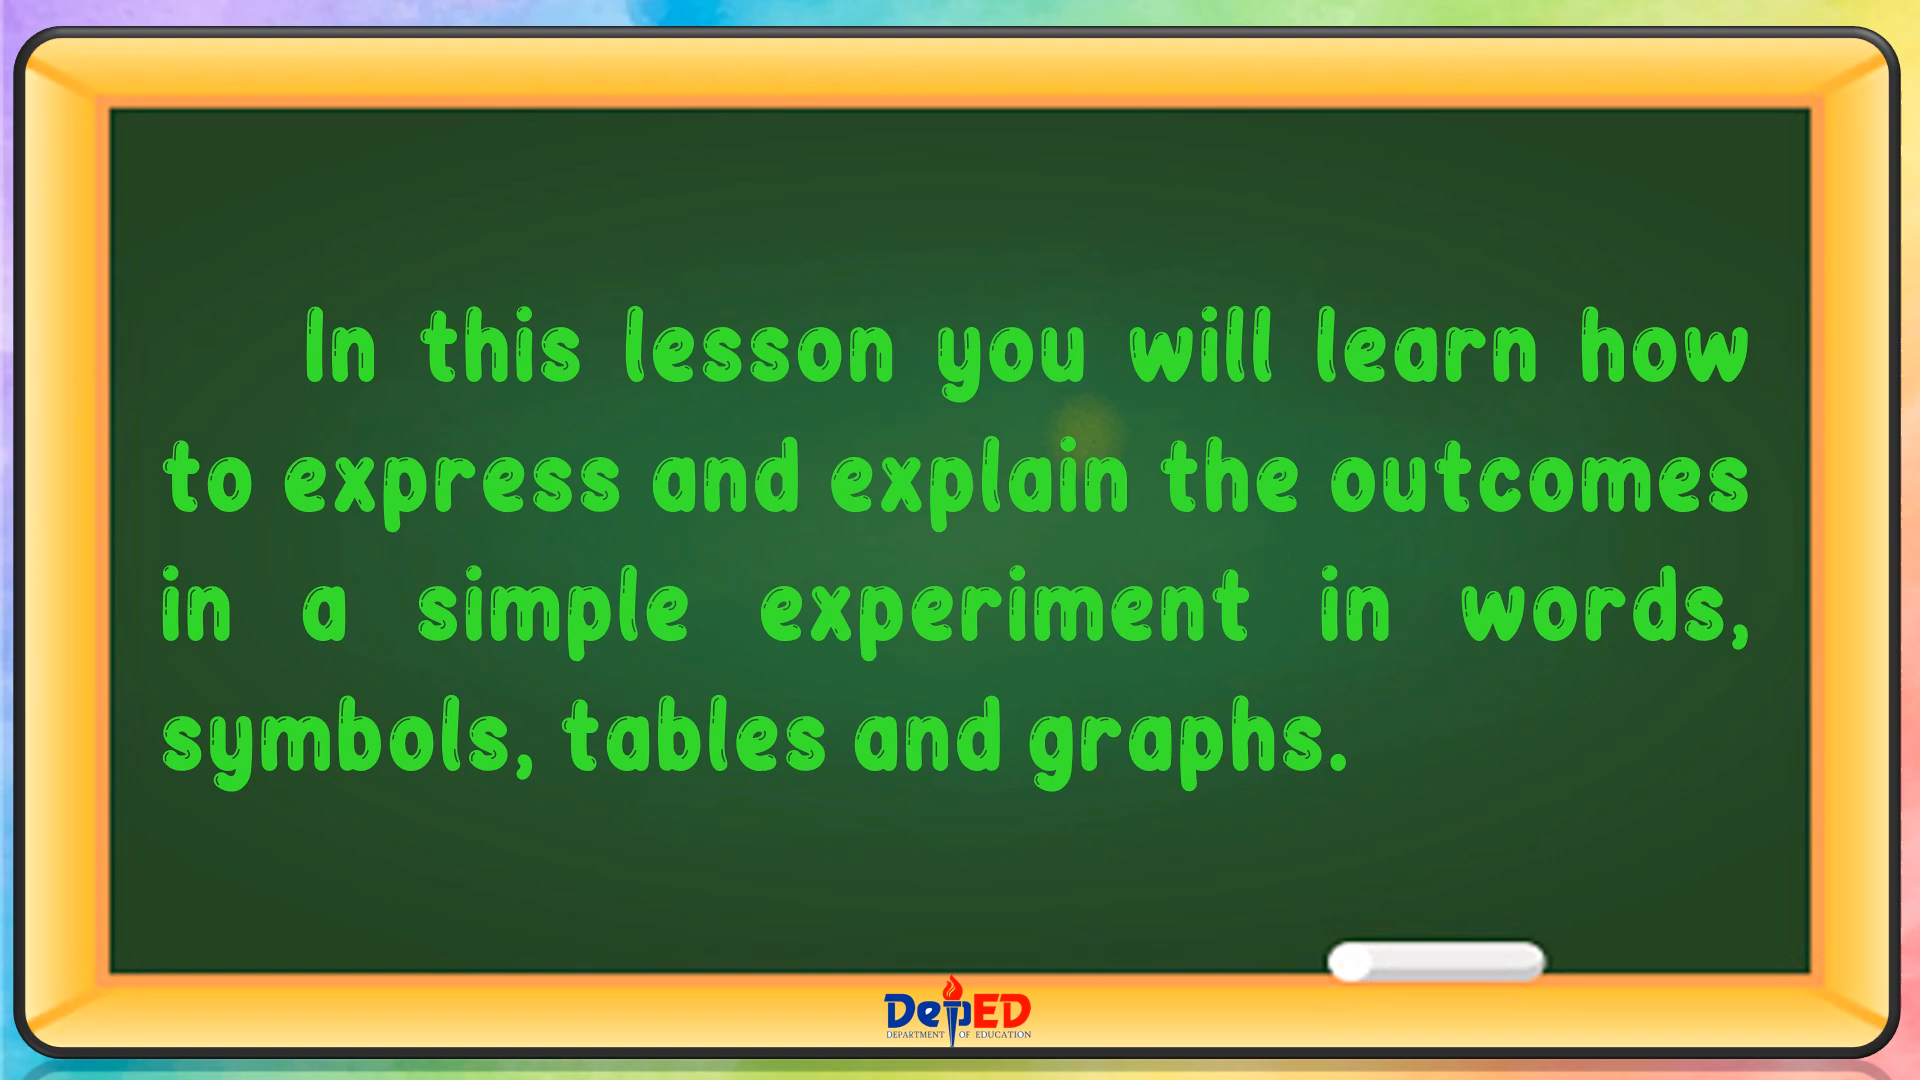 In this lesson you will learn how
to express and explain the outcomes
in a simple experiment in words,
symbols, tables and graphs.
DepED
DEPARTMENT OF EDUCATION